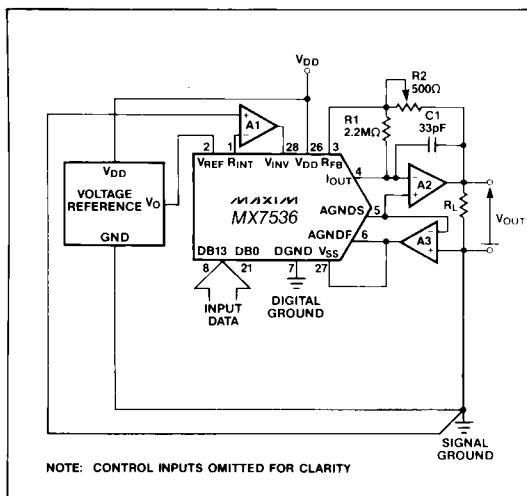 VDD
R2
500Ω
C1
33pF
R1
2.2MΩ
+
A1
-
2
1
28
26
3
VREF
RINT
VINV
VDD
RFB
4
IOUT
-
A2
+
VDD
VOLTAGE
REFERENCE
VO
GND
MAXIM
MX7536
5
AGNDS
RL
VOUT
AGNDF
6
-
A3
+
DB13
DB0
DGND
VSS
8
21
7
27
INPUT
DATA
DIGITAL
GROUND
SIGNAL
GROUND
NOTE: CONTROL INPUTS OMITTED FOR CLARITY